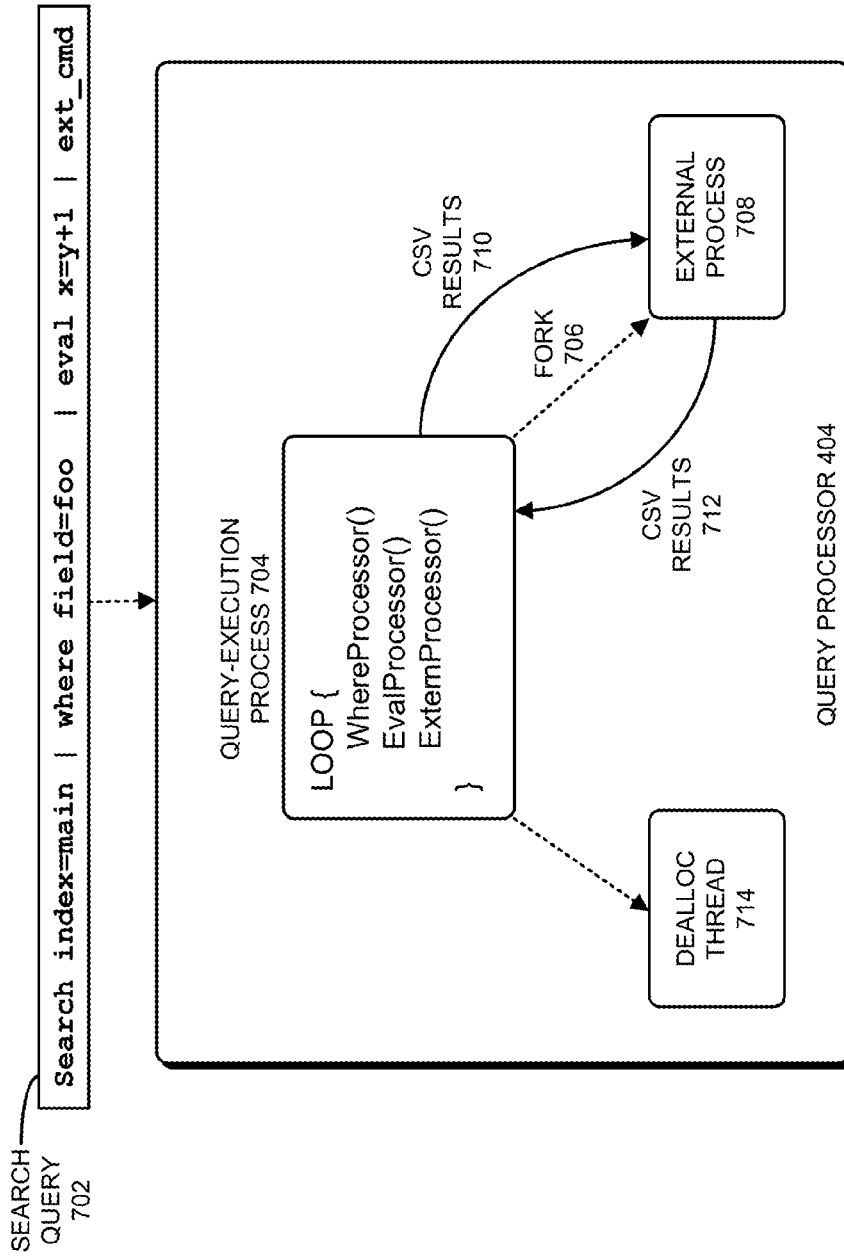 SEARCH
QUERY
702
Search index=main | where field=foo | eval x=y+1 | ext_cmd
QUERY-EXECUTION
PROCESS 704
LOOP {
WhereProcessor()
EvalProcessor()
ExternProcessor()
}
CSV
RESULTS
710
FORK
706
CSV
RESULTS
712
DEALLOC
THREAD
714
EXTERNAL
PROCESS
708
QUERY PROCESSOR 404